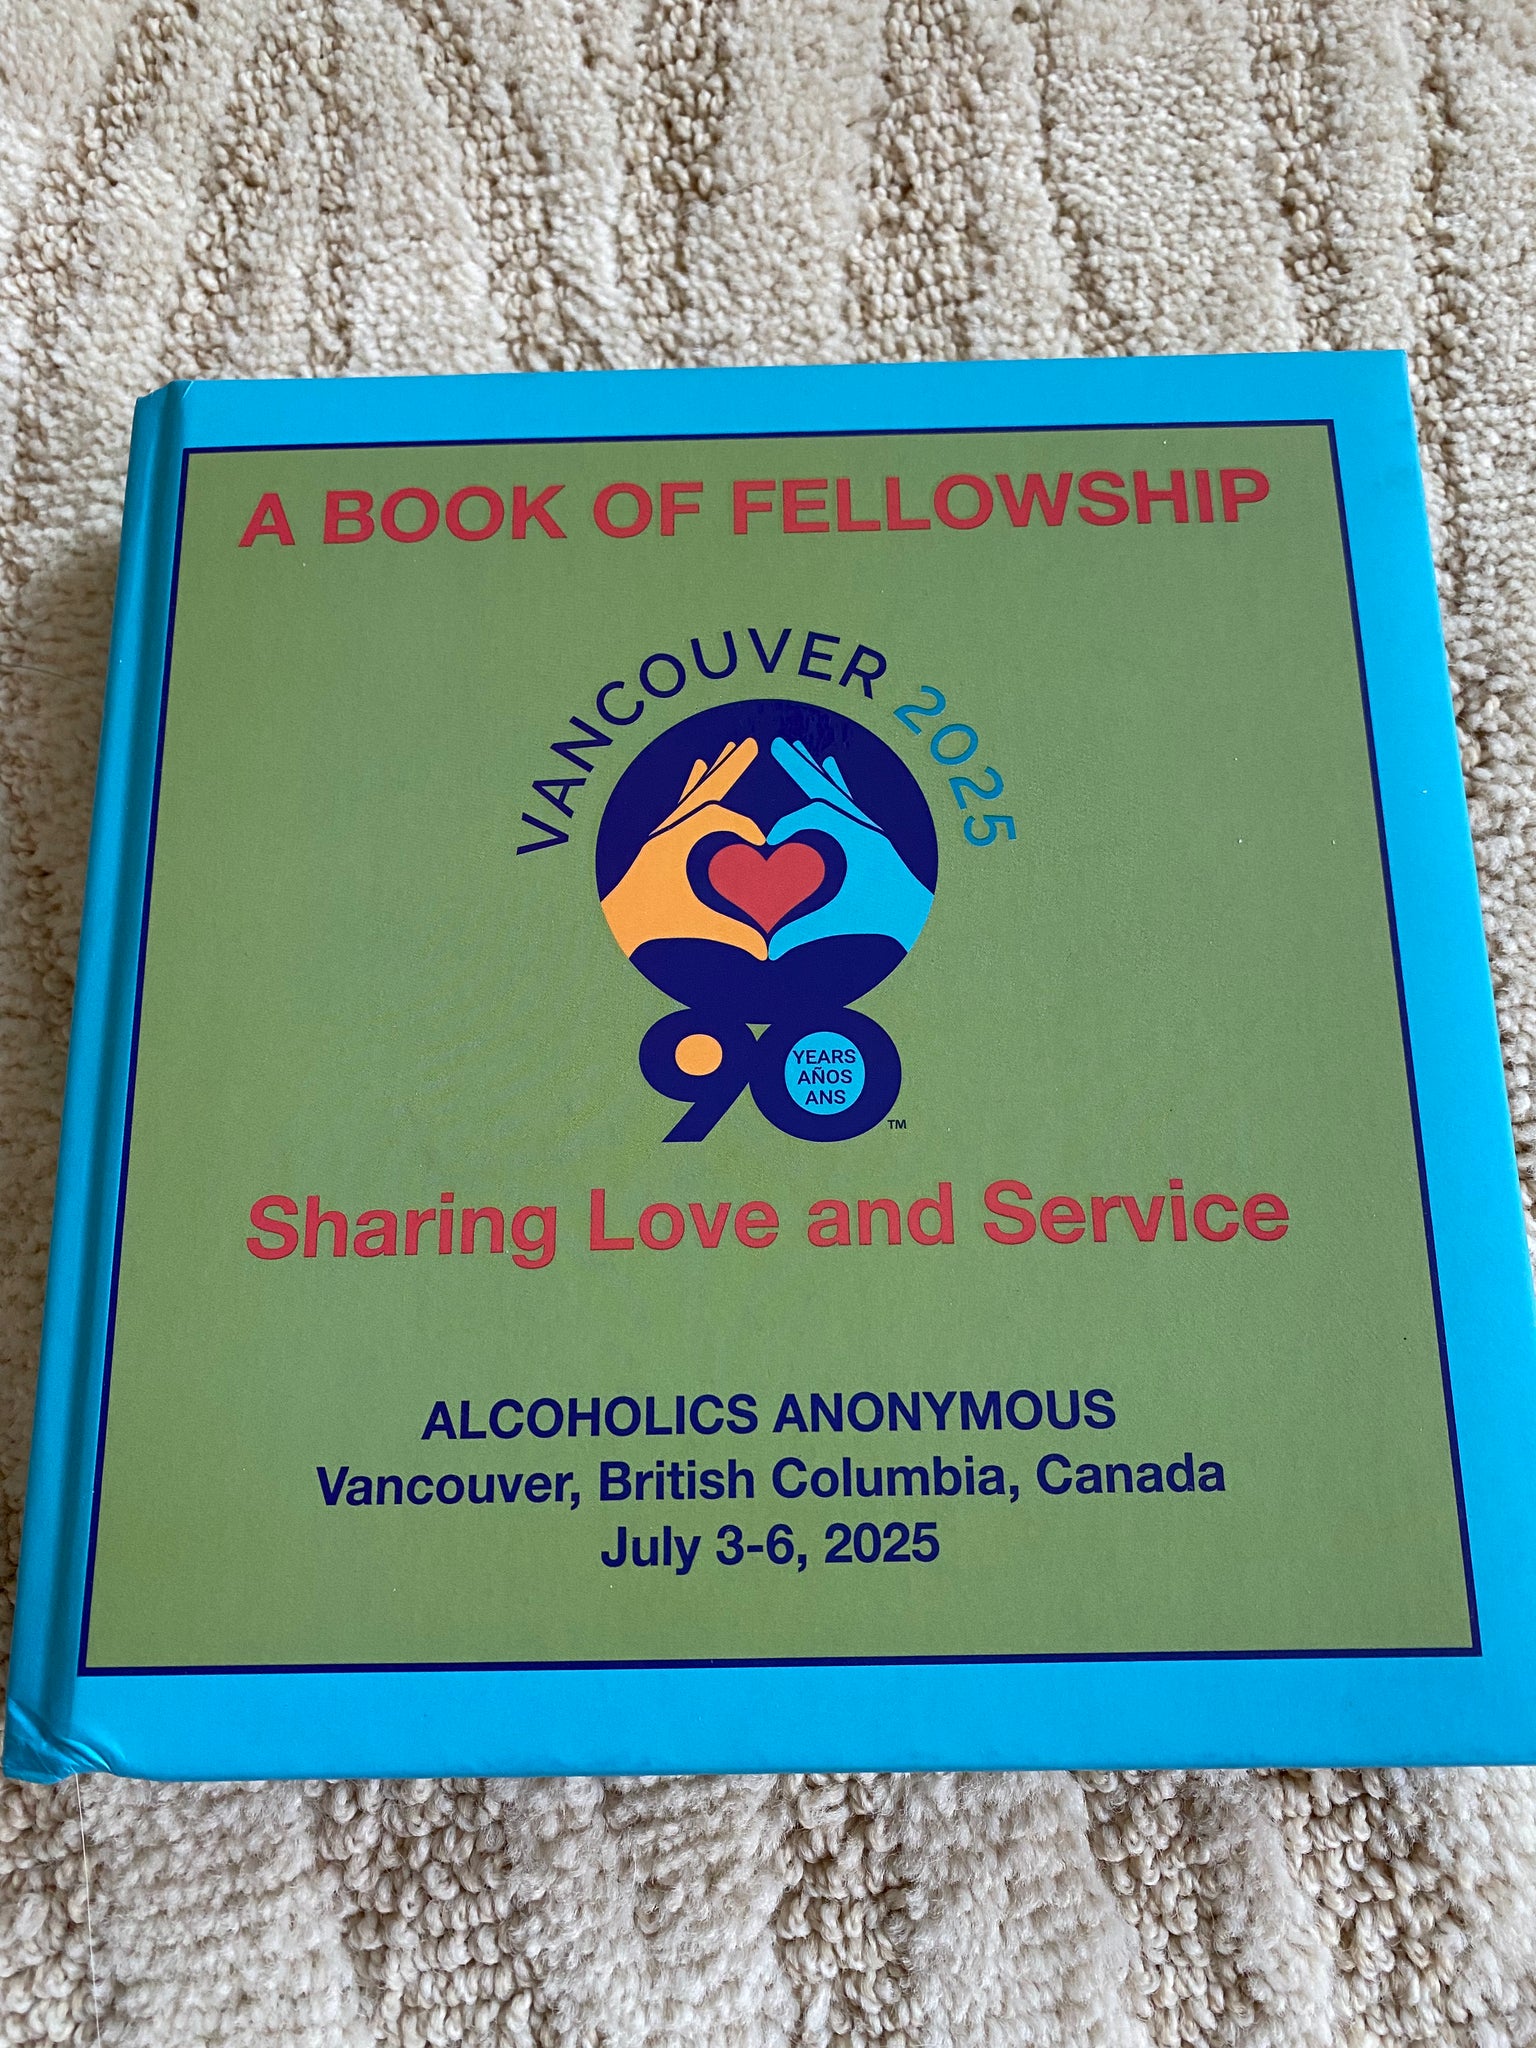 A BOOK OF FELLOWSHIP
VANCOUVER 2025
90
YEARS
AÑOS
ANS
TM
Sharing Love and Service
ALCOHOLICS ANONYMOUS
Vancouver, British Columbia, Canada
July 3-6, 2025